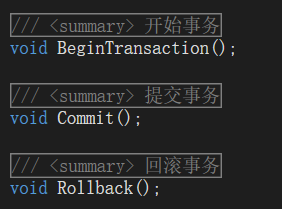 /// <summary> 开始事务
void BeginTransaction();
/// <summary> 提交事务
void Commit();
/// <summary> 回滚事务
void Rollback();